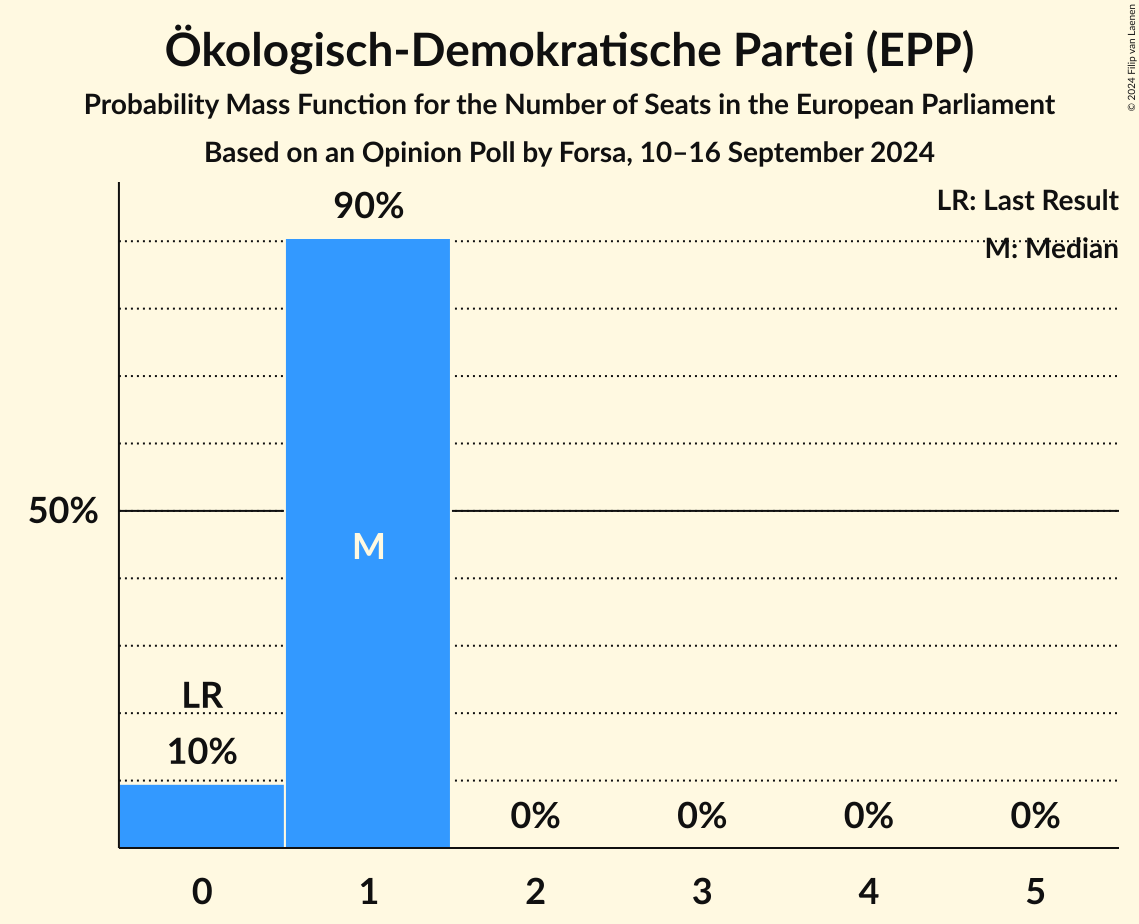 Ökologisch-Demokratische Partei (EPP)
Probability Mass Function for the Number of Seats in the European Parliament
Based on an Opinion Poll by Forsa, 10–16 September 2024
© 2024 Filip van Laenen
LR: Last Result
M: Median
90%
50%
M
LR
10%
0% 0% 0% 0%
0 1 2 3 4 5